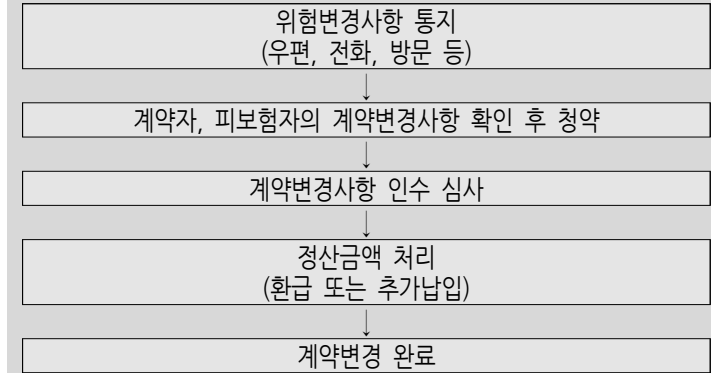 위험변경사항 통지
(우편, 전화, 방문 등)
↓
계약자, 피보험자의 계약변경사항 확인 후 청약
↓
계약변경사항 인수 심사
↓
정산금액 처리
(환급 또는 추가납입)
↓
계약변경 완료